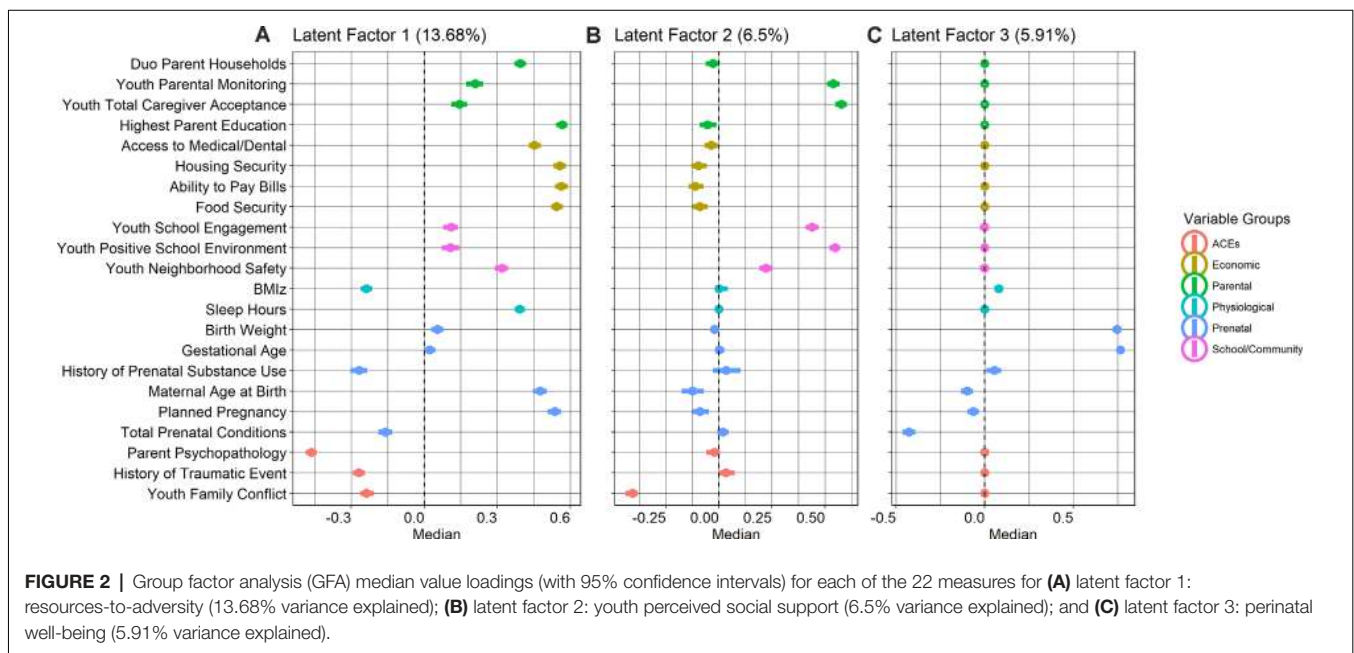 A Latent Factor 1 (13.68%) B Latent Factor 2 (6.5%) C Latent Factor 3 (5.91%)
Duo Parent Households
Youth Parental Monitoring
Youth Total Caregiver Acceptance
Highest Parent Education
Access to Medical/Dental
Housing Security
Ability to Pay Bills
Food Security
Youth School Engagement
Youth Positive School Environment
Youth Neighborhood Safety
BMIz
Sleep Hours
Birth Weight
Gestational Age
History of Prenatal Substance Use
Maternal Age at Birth
Planned Pregnancy
Total Prenatal Conditions
Parent Psychopathology
History of Traumatic Event
Youth Family Conflict
-0.3 0.0 0.3 0.6 -0.25 0.00 0.25 0.50 -0.5 0.0 0.5
Median Median Median
Variable Groups
ACEs
Economic
Parental
Physiological
Prenatal
School/Community
FIGURE 2 | Group factor analysis (GFA) median value loadings (with 95% confidence intervals) for each of the 22 measures for (A) latent factor 1:
resources-to-adversity (13.68% variance explained); (B) latent factor 2: youth perceived social support (6.5% variance explained); and (C) latent factor 3: perinatal
well-being (5.91% variance explained).